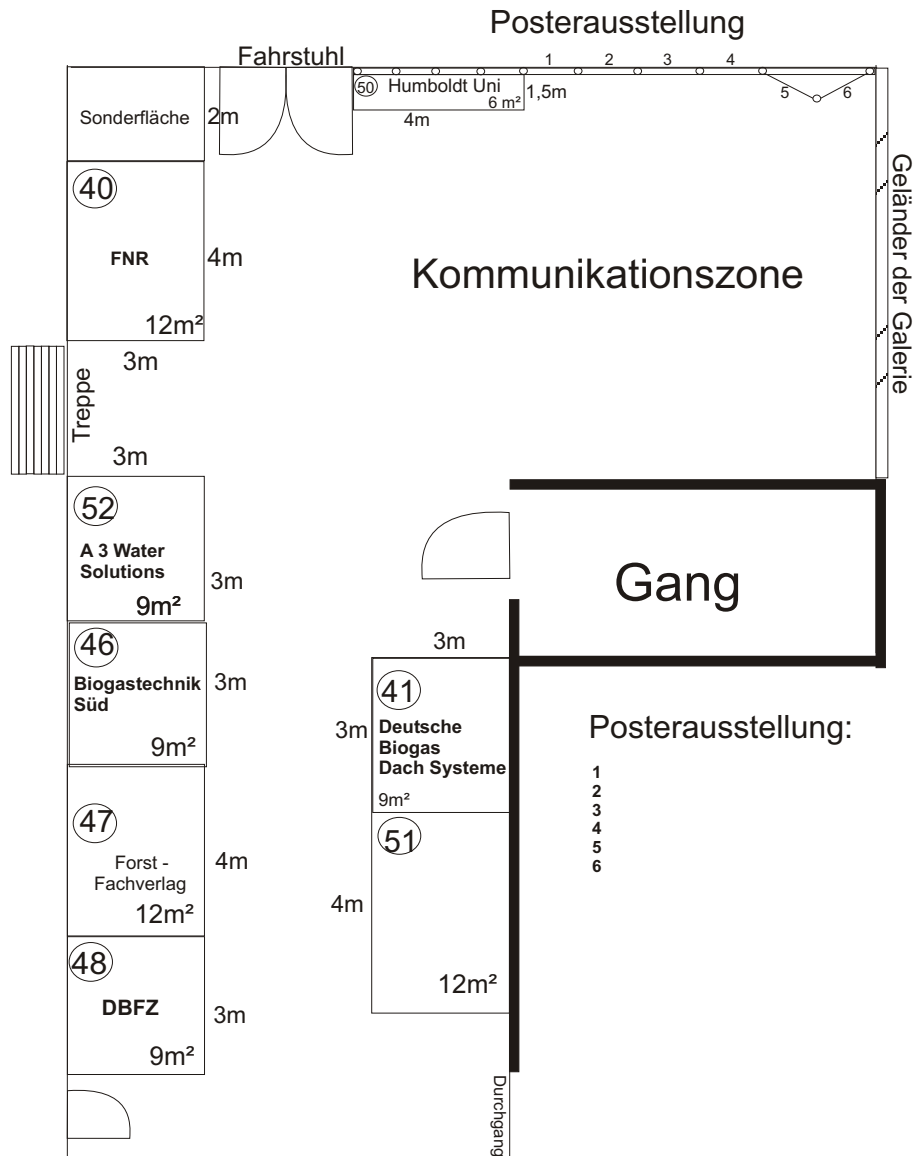 Posterausstellung
Fahrstuhl
1 2 3 4
5 6
50 Humboldt Uni
6 m²
1,5m
4m
Sonderfläche
2m
40
FNR
4m
12m²
3m
Kommunikationszone
Geländer der Galerie
Treppe
3m
52
A 3 Water
Solutions
3m
9m²
Gang
46
Biogastechnik
Süd
3m
9m²
3m
41
3m
Deutsche
Biogas
Dach Systeme
9m²
Posterausstellung:
1
2
3
4
5
6
47
Forst -
Fachverlag
4m
12m²
51
4m
12m²
48
DBFZ
3m
9m²
Durchgang